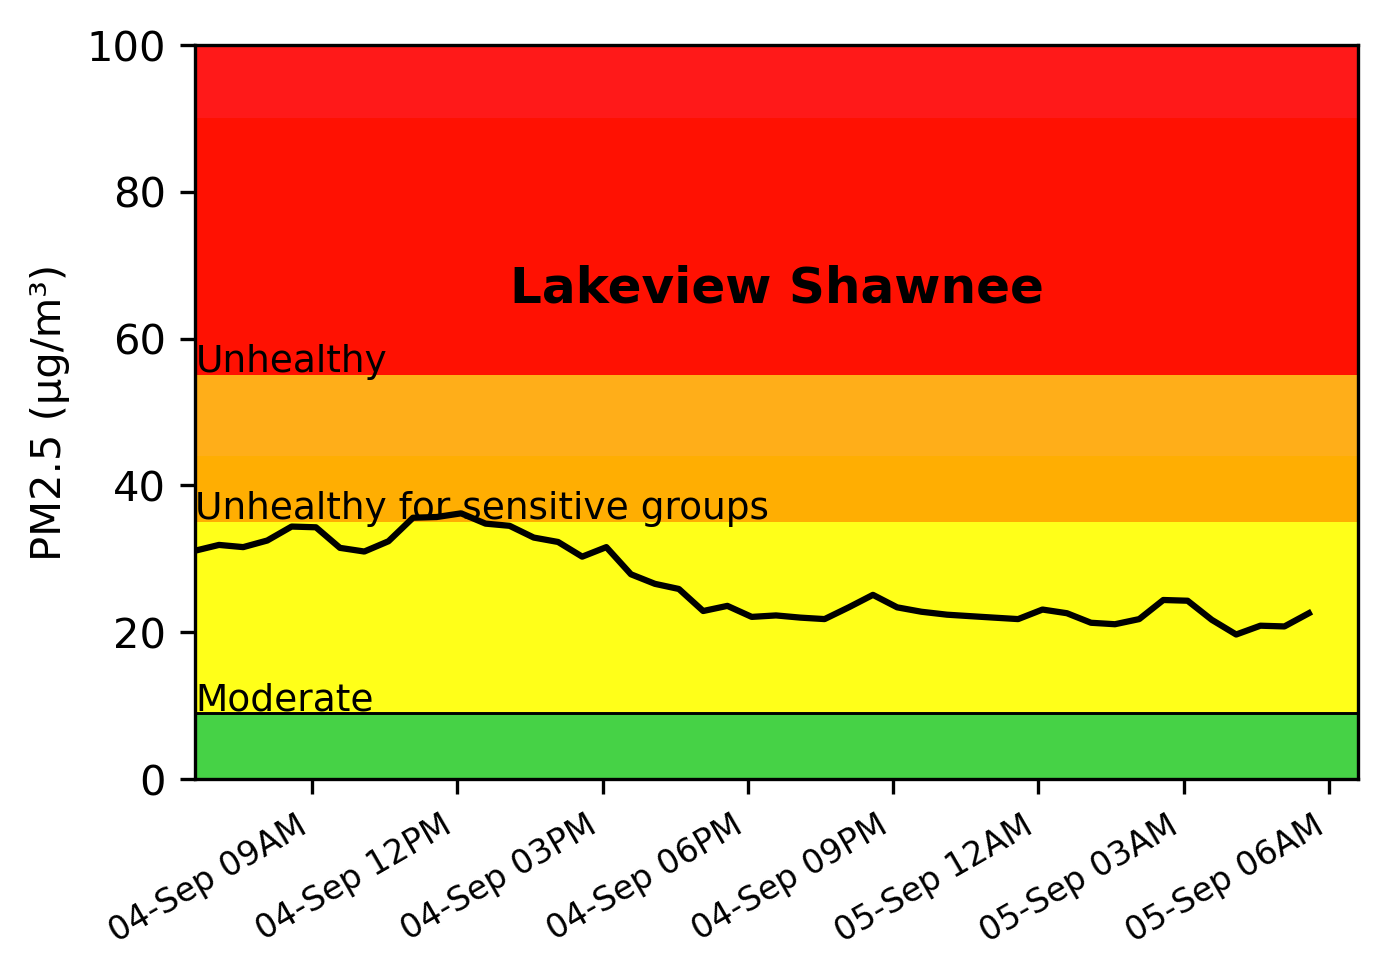 100
80
60
40
20
0
PM2.5 (µg/m³)
Lakeview Shawnee
Unhealthy
Unhealthy for sensitive groups
Moderate
04-Sep 09AM
04-Sep 12PM
04-Sep 03PM
04-Sep 06PM
04-Sep 09PM
05-Sep 12AM
05-Sep 03AM
05-Sep 06AM